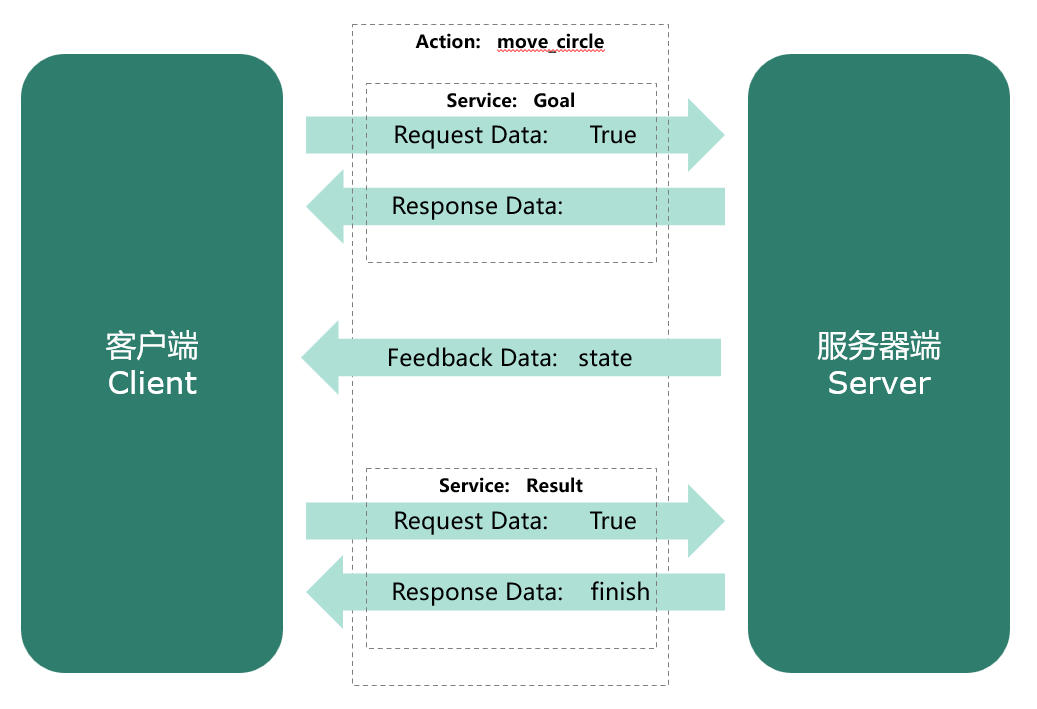 Action: move_circle
Service: Goal
Request Data: True
Response Data:
客户端
Client
Feedback Data: state
服务器端
Server
Service: Result
Request Data: True
Response Data: finish